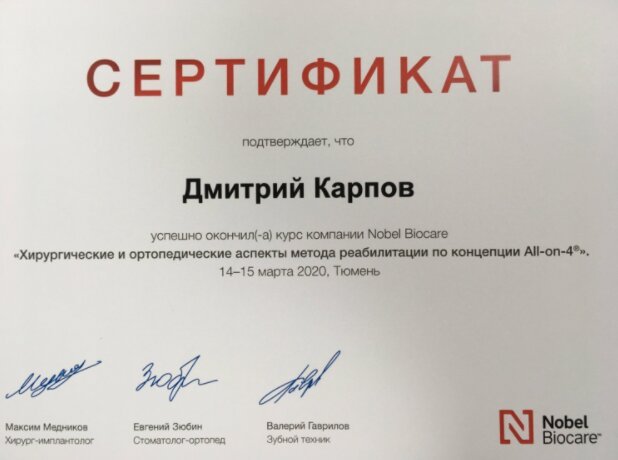 СЕРТИФИКАТ
подтверждает, что
Дмитрий Карпов
успешно окончил(-а) курс компании Nobel Biocare
«Хирургические и ортопедические аспекты метода реабилитации по концепции All-on-4®».
14–15 марта 2020, Тюмень
Максим Медников
Хирург-имплантолог
Евгений Зюбин
Стоматолог-ортопед
Валерий Гаврилов
Зубной техник
Nobel
Biocare™